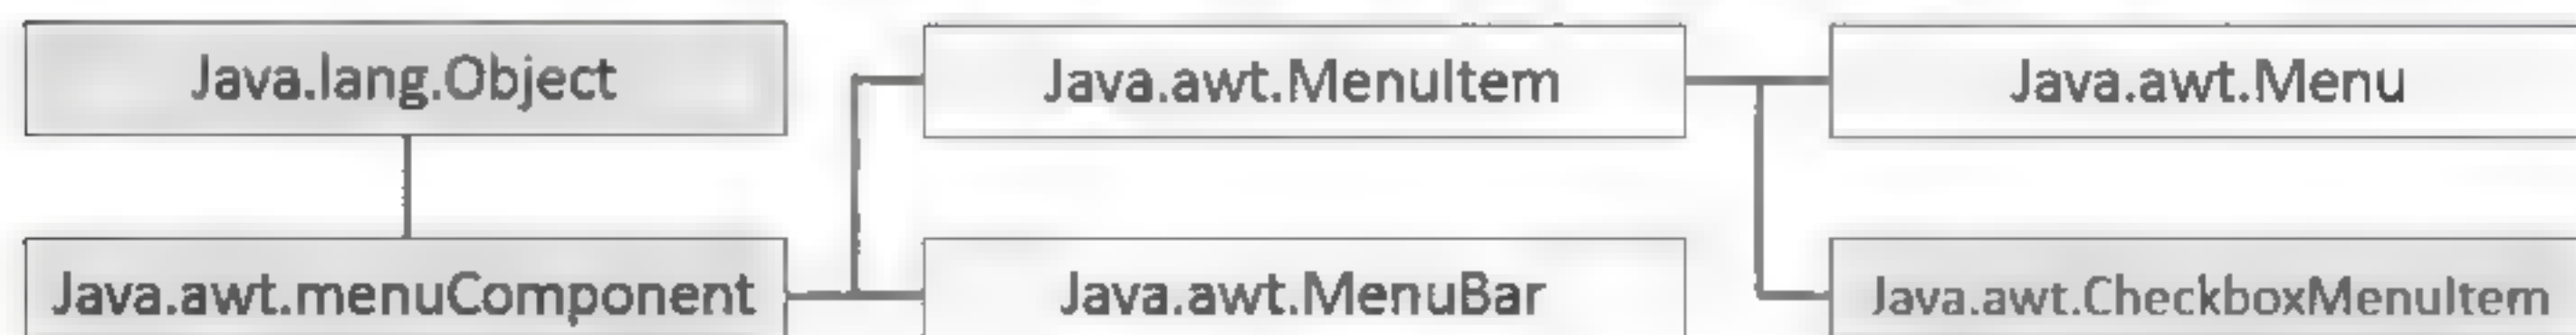 Java.lang.Object
Java.awt.MenuItem
Java.awt.Menu
Java.awt.menuComponent
Java.awt.MenuBar
Java.awt.CheckboxMenuItem